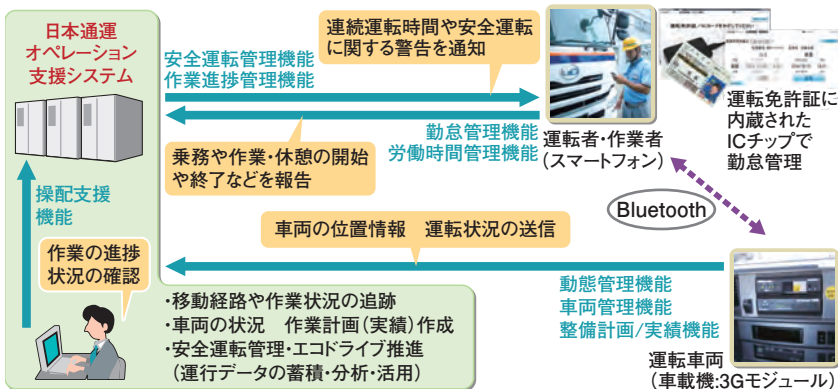 日本通運
オペレーション
支援システム
安全運転管理機能
作業進捗管理機能
連続運転時間や安全運転
に関する警告を通知
勤怠管理機能
労働時間管理機能
乗務や作業・休憩の開始
や終了などを報告
運転者・作業者
(スマートフォン)
運転免許証に
内蔵された
ICチップで
勤怠管理
操配支援
機能
作業の進捗
状況の確認
車両の位置情報　運転状況の送信
Bluetooth
動態管理機能
車両管理機能
整備計画/実績機能
・移動経路や作業状況の追跡
・車両の状況　作業計画(実績)作成
・安全運転管理・エコドライブ推進
(運行データの蓄積・分析・活用)
運転車両
(車載機:3Gモジュール)